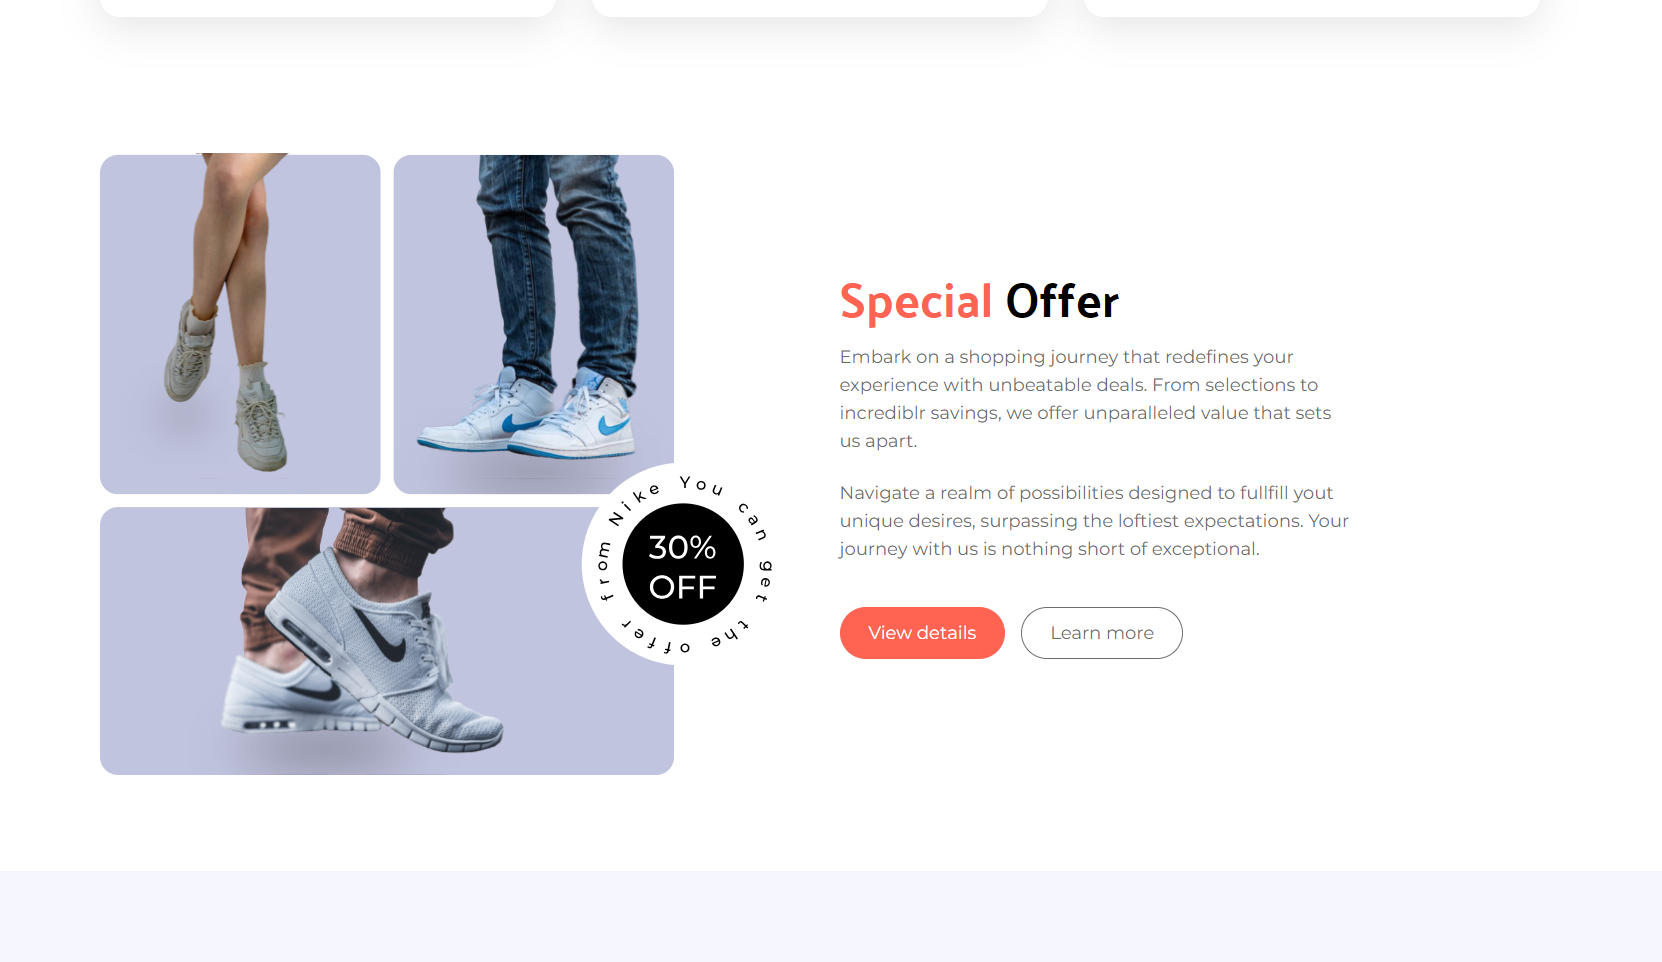 You can get the offer from Nike
30%
OFF
Special Offer
Embark on a shopping journey that redefines your
experience with unbeatable deals. From selections to
incrediblr savings, we offer unparalleled value that sets
us apart.
Navigate a realm of possibilities designed to fullfill yout
unique desires, surpassing the loftiest expectations. Your
journey with us is nothing short of exceptional.
View details
Learn more